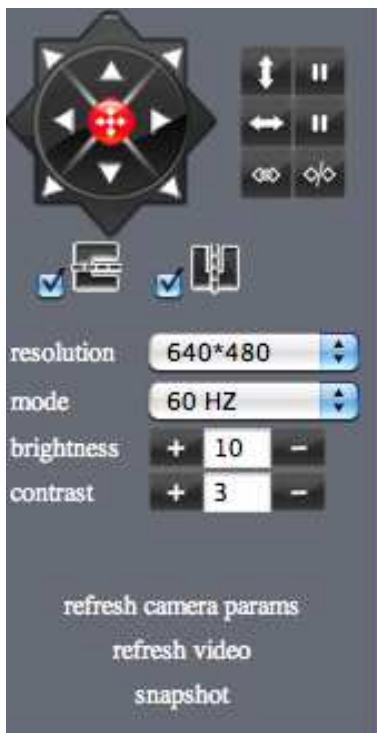 resolution 640*480
mode 60 HZ
brightness + 10 -
contrast + 3 -
refresh camera params
refresh video
snapshot